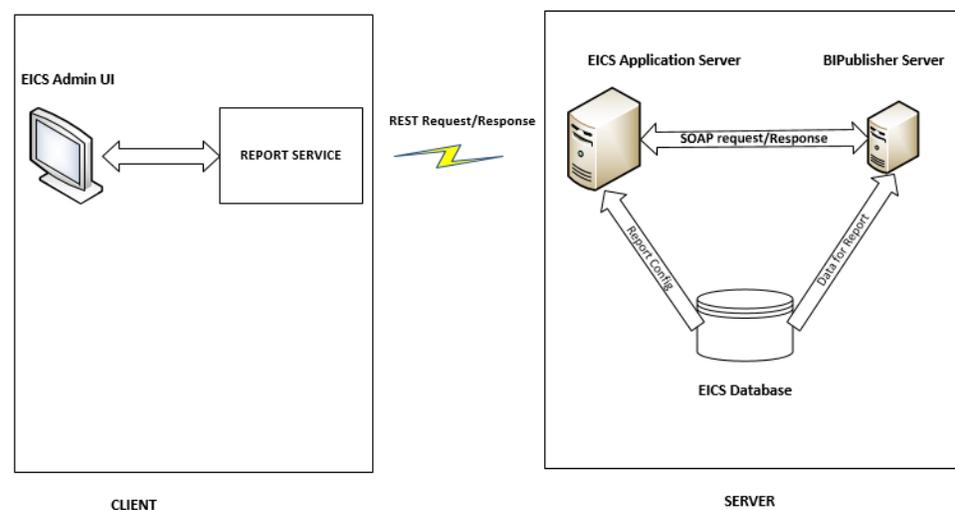 EICS Admin UI
REPORT SERVICE
CLIENT
REST Request/Response
EICS Application Server
BIPublisher Server
SOAP request/Response
Report Config
Data for Report
EICS Database
SERVER